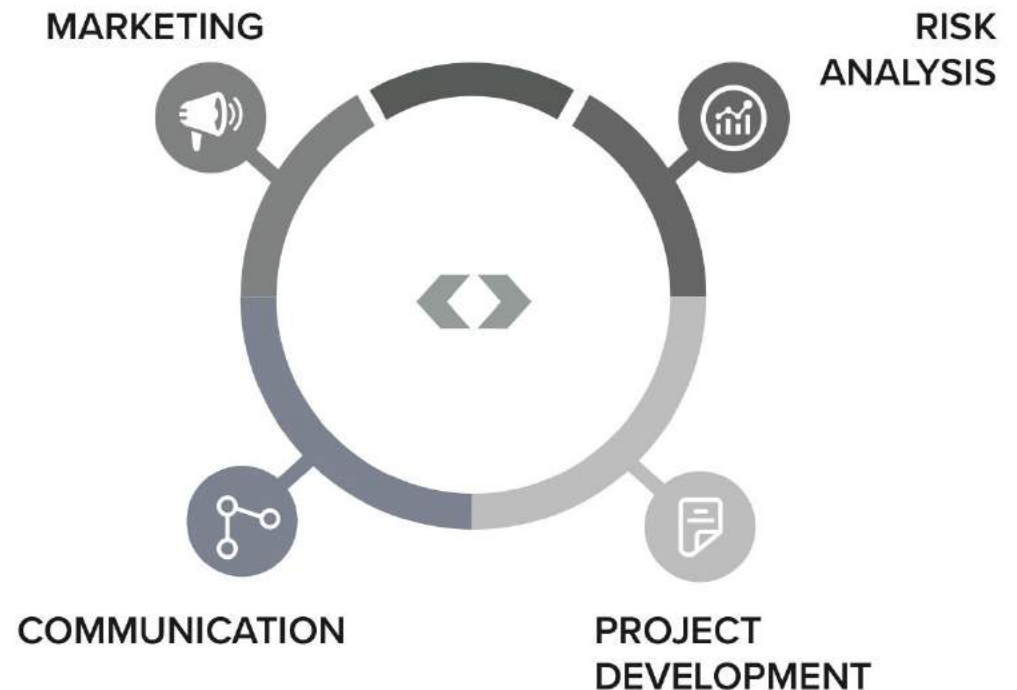 MARKETING
RISK
ANALYSIS
COMMUNICATION
PROJECT
DEVELOPMENT